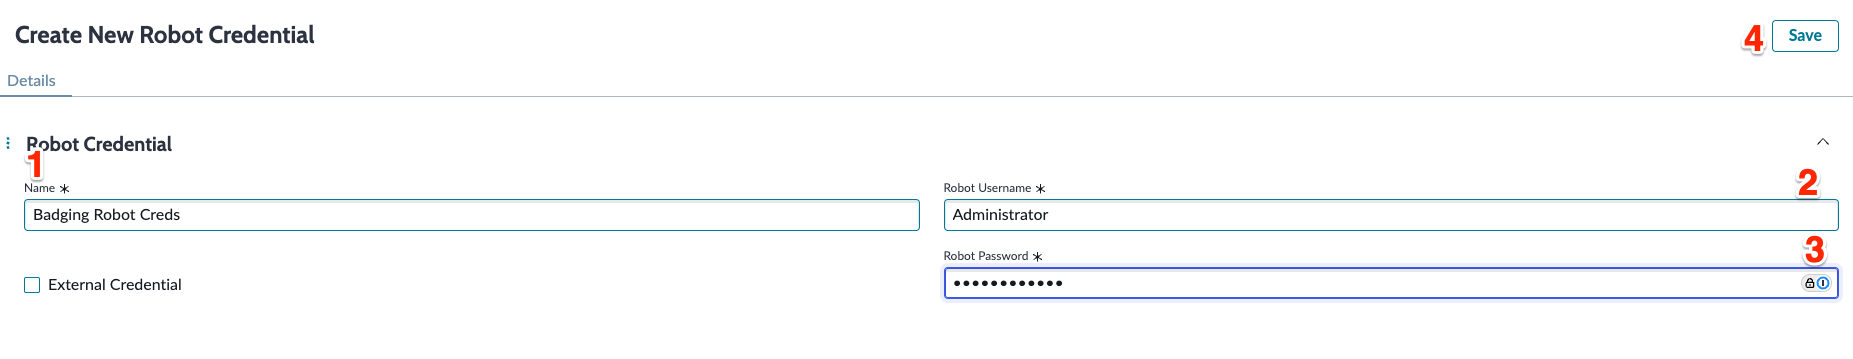 Create New Robot Credential
4 Save
Details
Robot Credential
1
2
Name *
Robot Username *
Badging Robot Creds
Administrator
3
Robot Password *
External Credential
••••••••••••